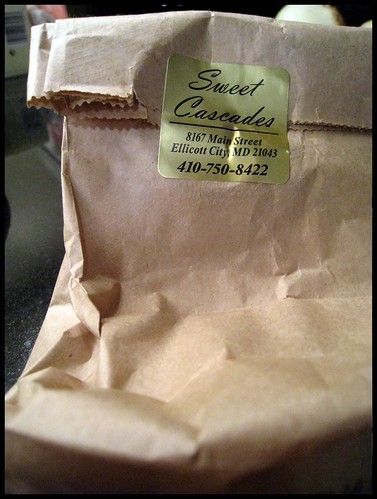 Sweet
Cascades
8167 Main Street
Ellicott City, MD 21043
410-750-8422